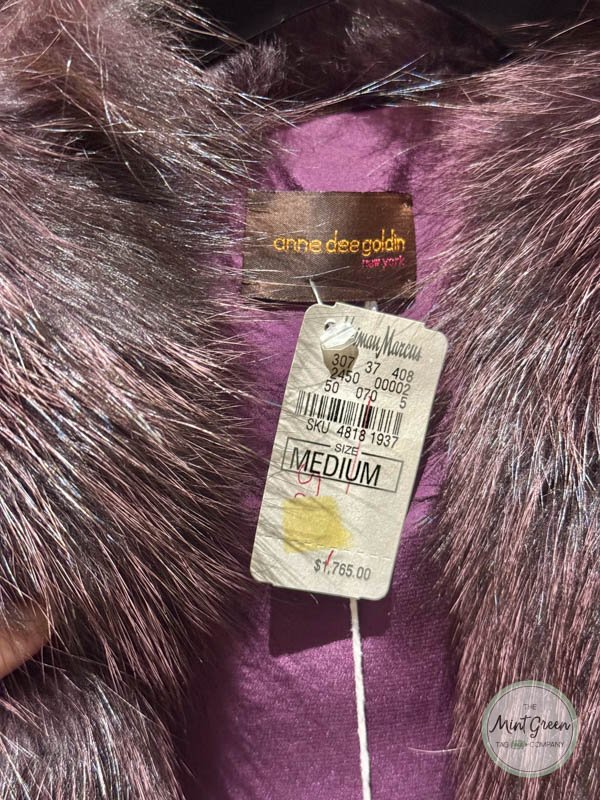 anne dee goldin
new york
Marcus
307 37 408
2450 00002
50 070 5
SKU 4818 1937
SIZE
MEDIUM
$1,765.00
THE
Mint Green
TAG COMPANY